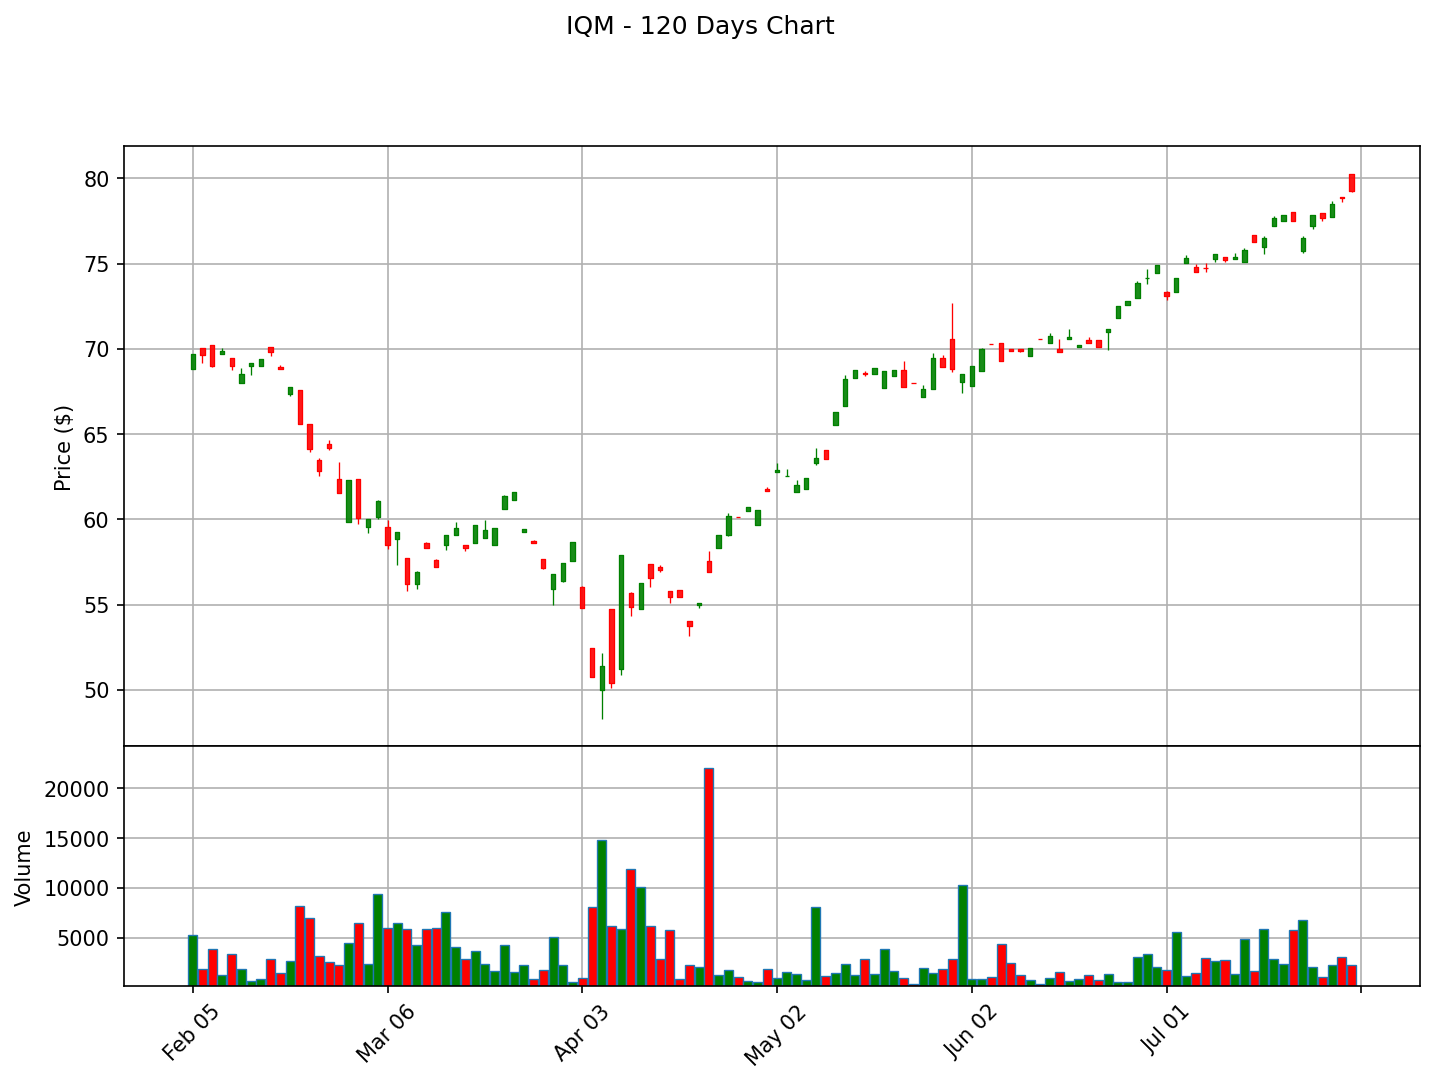 IQM - 120 Days Chart
80
75
70
65
60
55
50
Price ($)
20000
15000
10000
5000
Volume
Feb 05
Mar 06
Apr 03
May 02
Jun 02
Jul 01